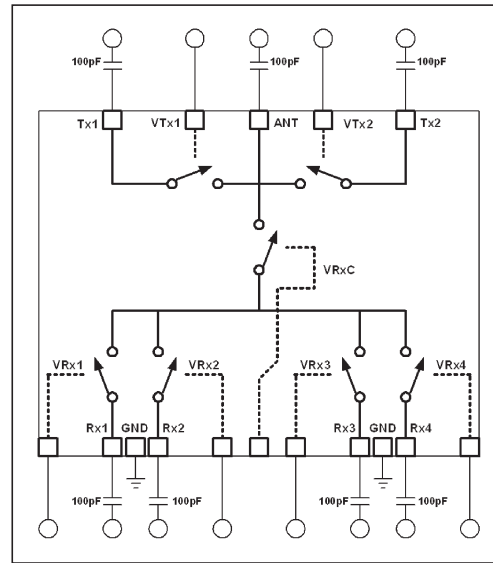 100pF 100pF 100pF
Tx1 VTx1 ANT VTx2 Tx2
VRxC
VRx1 VRx2 VRx3 VRx4
Rx1 GND Rx2 Rx3 GND Rx4
100pF 100pF 100pF 100pF